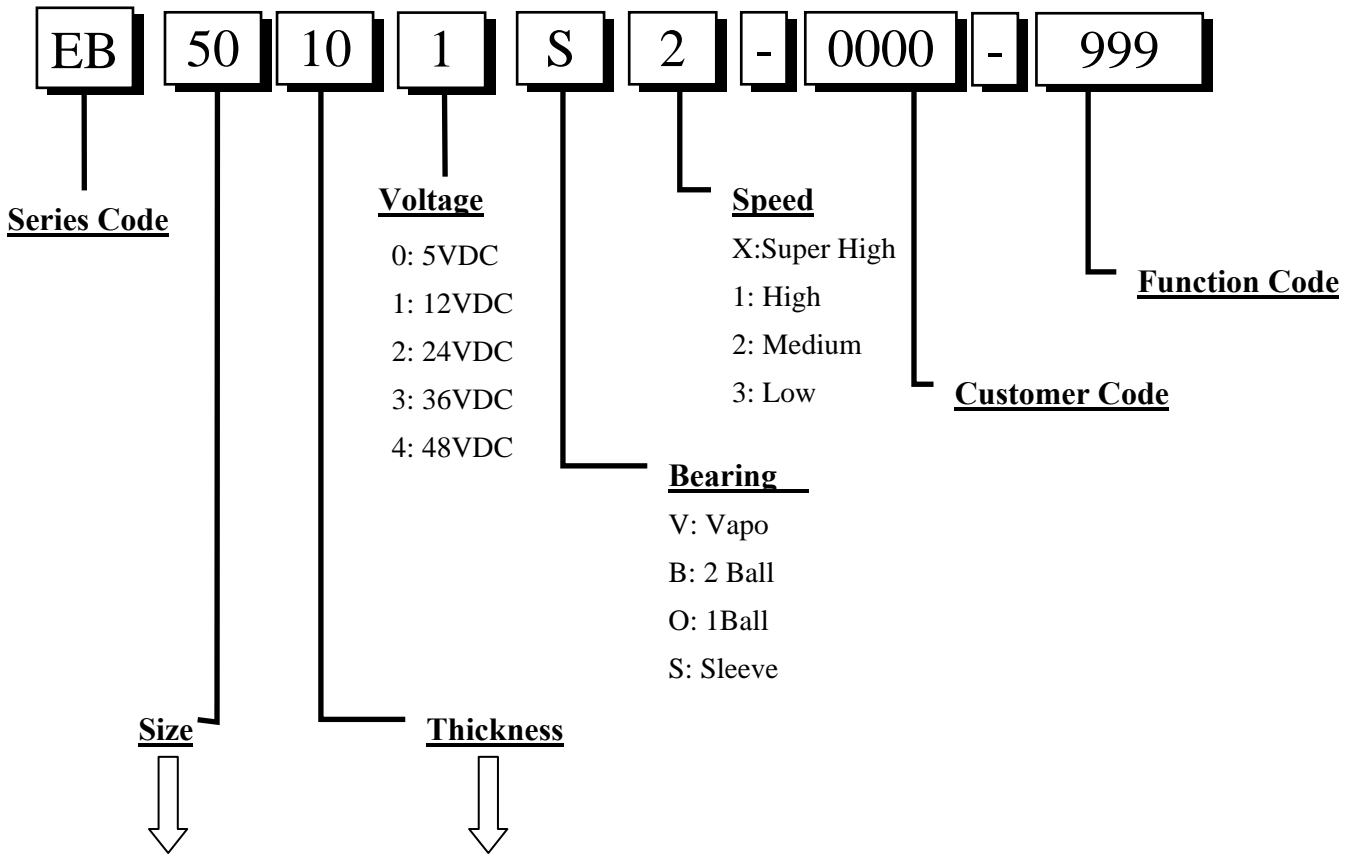 EB 50 10 1 S 2 - 0000 - 999
Series Code
Voltage
0: 5VDC
1: 12VDC
2: 24VDC
3: 36VDC
4: 48VDC
Speed
X:Super High
1: High
2: Medium
3: Low
Function Code
Customer Code
Bearing
V: Vapo
B: 2 Ball
O: 1Ball
S: Sleeve
Size
Thickness